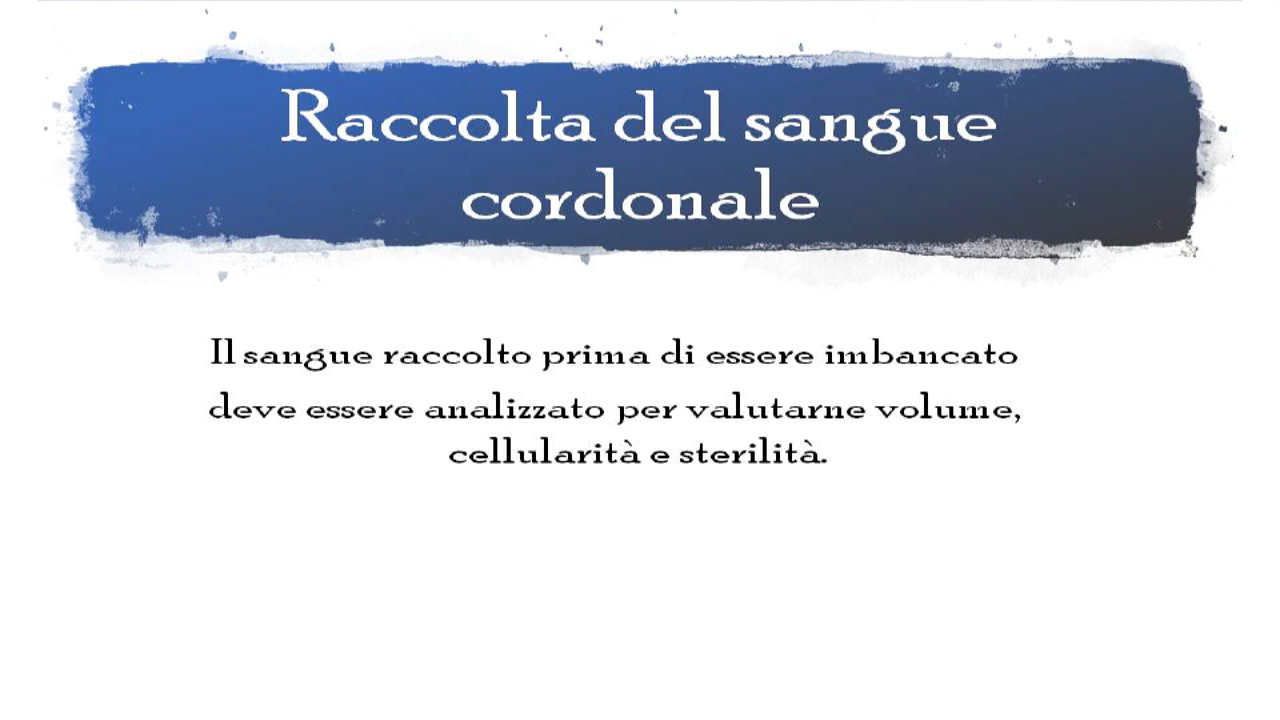 Raccolta del sangue
cordonale
Il sangue raccolto prima di essere imbancato
deve essere analizzato per valutarne volume,
cellularità e sterilità.